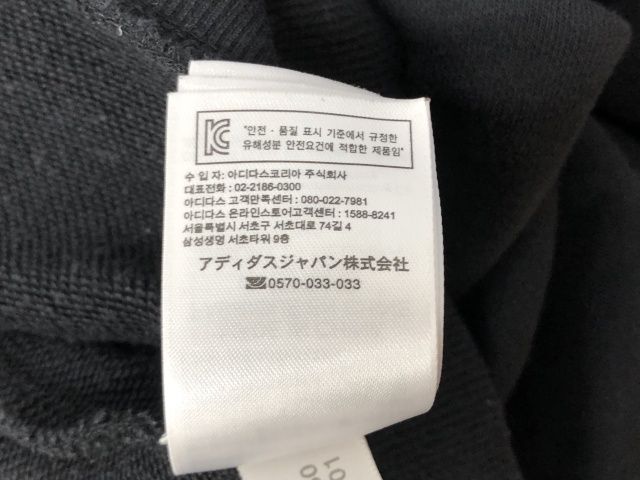 KC
"안전 · 품질 표시 기준에서 규정한
유해성분 안전요건에 적합한 제품임"
수 입 자: 아디다스코리아 주식회사
대표전화 : 02-2186-0300
아디다스 고객만족센터 : 080-022-7981
아디다스 온라인스토어고객센터 : 1588-8241
서울특별시 서초구 서초대로 74길 4
삼성생명 서초타워 9층
アディダスジャパン株式会社
0570-033-033
01